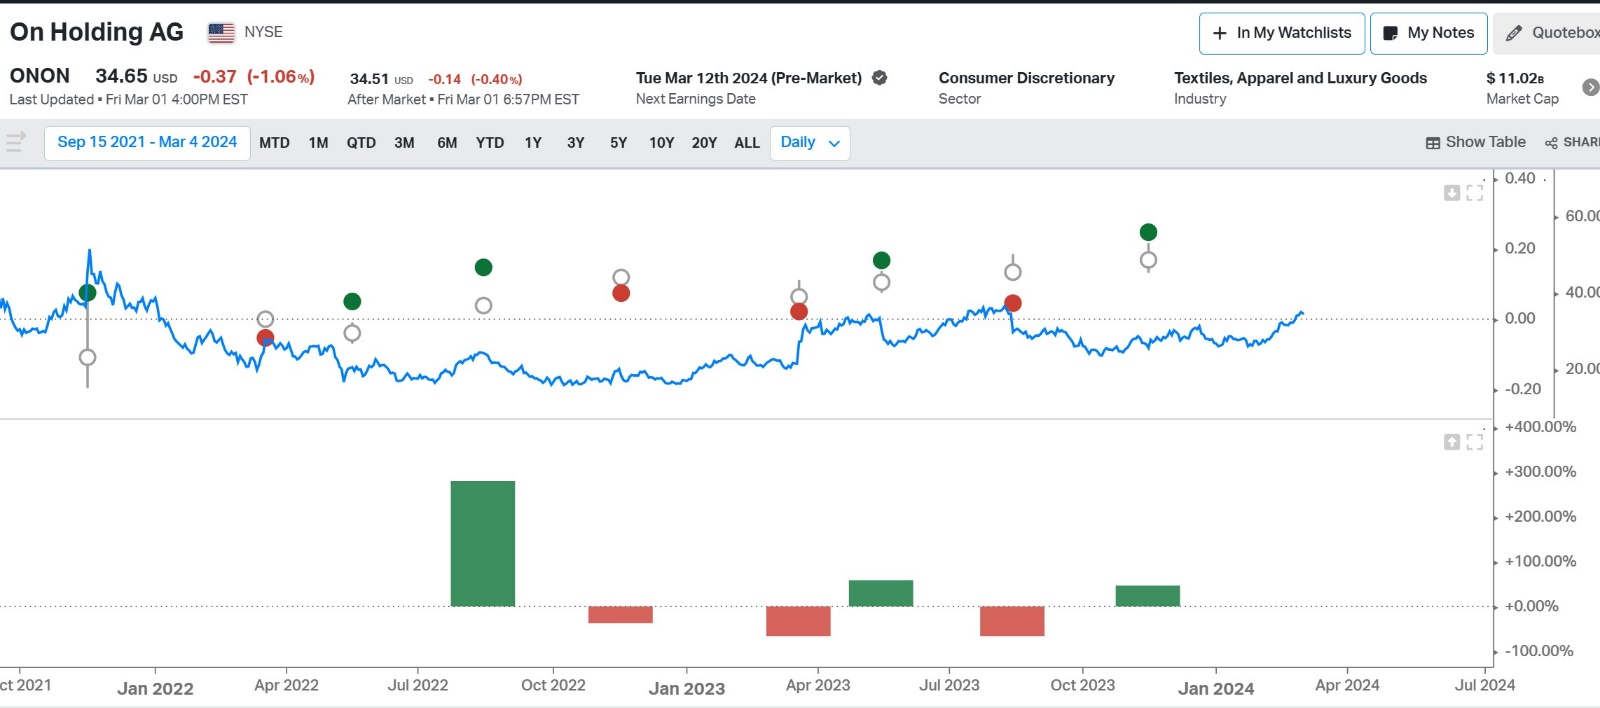 On Holding AG NYSE
+ In My Watchlists My Notes Quotebox
ONON 34.65 USD -0.37 (-1.06%) 34.51 USD -0.14 (-0.40%) Tue Mar 12th 2024 (Pre-Market) Consumer Discretionary Textiles, Apparel and Luxury Goods $ 11.02B
Last Updated • Fri Mar 01 4:00PM EST After Market • Fri Mar 01 6:57PM EST Next Earnings Date Sector Industry Market Cap
Sep 15 2021 - Mar 4 2024 MTD 1M QTD 3M 6M YTD 1Y 3Y 5Y 10Y 20Y ALL Daily Show Table SHAR
0.40
60.00
0.20
40.00
0.00
20.00
-0.20
+400.00%
+300.00%
+200.00%
+100.00%
+0.00%
-100.00%
ct 2021 Jan 2022 Apr 2022 Jul 2022 Oct 2022 Jan 2023 Apr 2023 Jul 2023 Oct 2023 Jan 2024 Apr 2024 Jul 2024